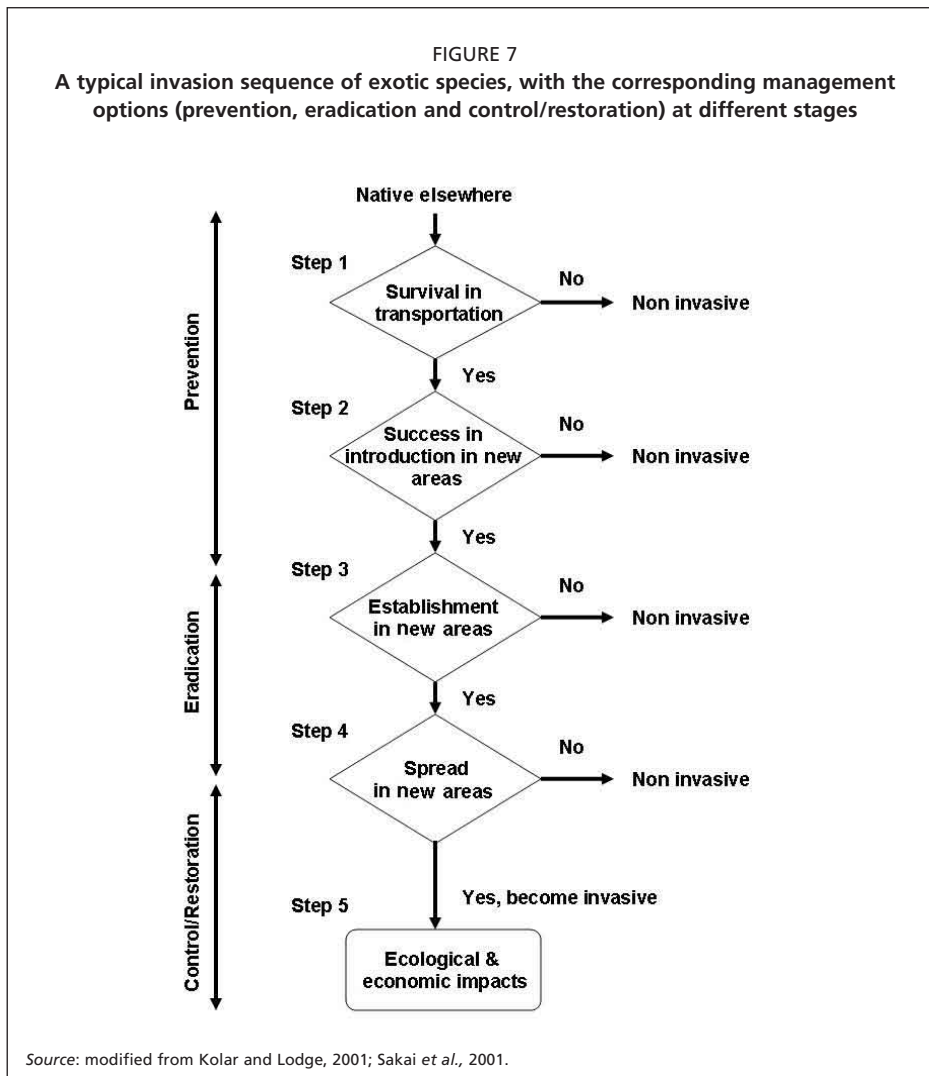 FIGURE 7
A typical invasion sequence of exotic species, with the corresponding management
options (prevention, eradication and control/restoration) at different stages
Native elsewhere
Prevention
Step 1
Survival in
transportation
No
Non invasive
Yes
Step 2
Success in
introduction in new
areas
No
Non invasive
Yes
Eradication
Step 3
Establishment
in new areas
No
Non invasive
Yes
Step 4
Spread
in new areas
No
Non invasive
Control/Restoration
Yes, become invasive
Step 5
Ecological &
economic impacts
Source: modified from Kolar and Lodge, 2001; Sakai et al., 2001.